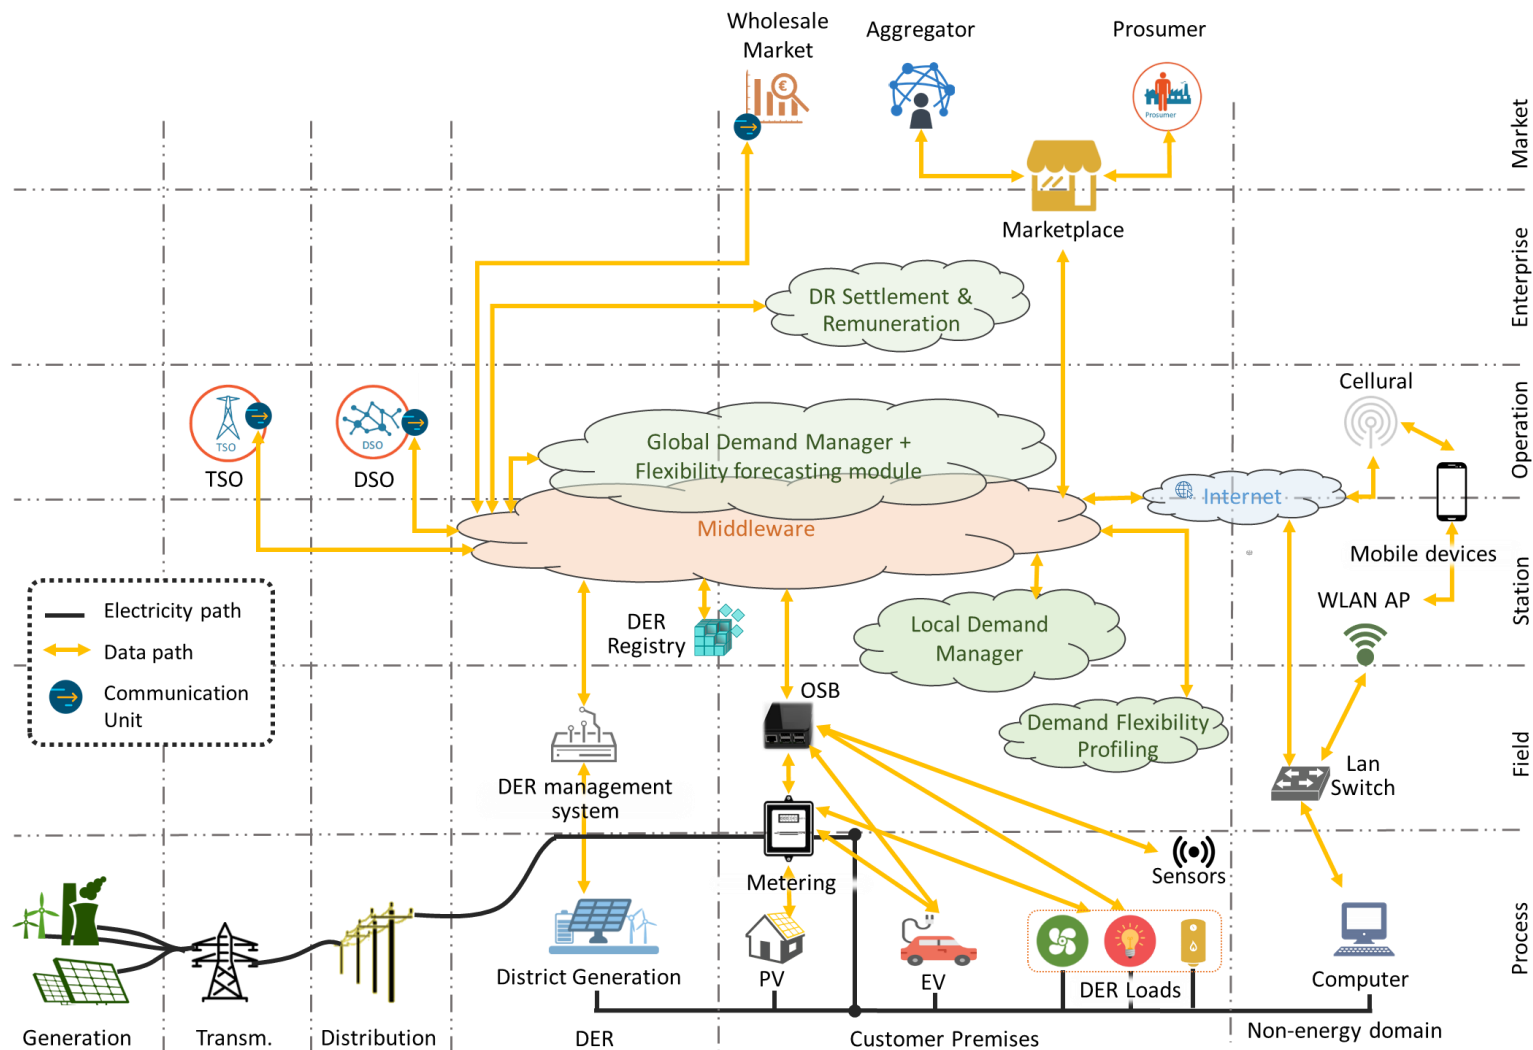 Wholesale
Market
Aggregator
Prosumer
€
Prosumer
Market
Marketplace
Enterprise
DR Settlement &
Remuneration
Cellural
Operation
TSO
DSO
TSO
DSO
Global Demand Manager +
Flexibility forecasting module
Internet
Middleware
Mobile devices
Station
WLAN AP
Electricity path
Data path
Communication
Unit
DER
Registry
Local Demand
Manager
OSB
Demand Flexibility
Profiling
Field
Lan
Switch
DER management
system
Metering
Sensors
Process
District Generation
PV
EV
DER Loads
Computer
Generation
Transm.
Distribution
DER
Customer Premises
Non-energy domain